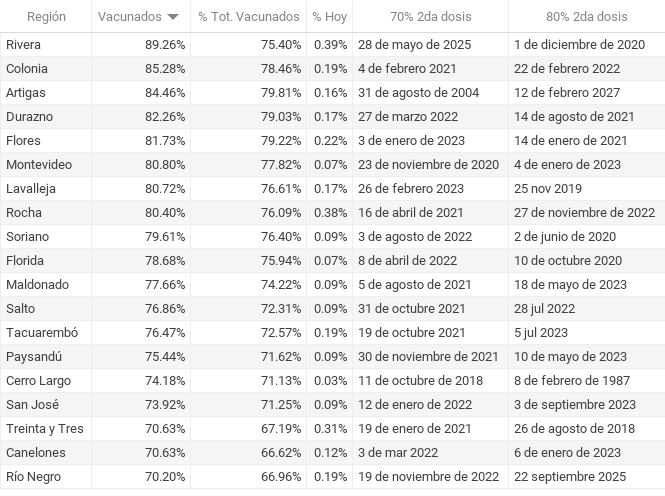 Región Vacunados % Tot. Vacunados % Hoy 70% 2da dosis 80% 2da dosis
Rivera 89.26% 75.40% 0.39% 28 de mayo de 2025 1 de diciembre de 2020
Colonia 85.28% 78.46% 0.19% 4 de febrero 2021 22 de febrero 2022
Artigas 84.46% 79.81% 0.16% 31 de agosto de 2004 12 de febrero 2027
Durazno 82.26% 79.03% 0.17% 27 de marzo 2022 14 de agosto de 2021
Flores 81.73% 79.22% 0.22% 3 de enero de 2023 14 de enero de 2021
Montevideo 80.80% 77.82% 0.07% 23 de noviembre de 2020 4 de enero de 2023
Lavalleja 80.72% 76.61% 0.17% 26 de febrero 2023 25 nov 2019
Rocha 80.40% 76.09% 0.38% 16 de abril de 2021 27 de noviembre de 2022
Soriano 79.61% 76.40% 0.09% 3 de agosto de 2022 2 de junio de 2020
Florida 78.68% 75.94% 0.07% 8 de abril de 2022 10 de octubre 2020
Maldonado 77.66% 74.22% 0.09% 5 de agosto de 2021 18 de mayo de 2023
Salto 76.86% 72.31% 0.09% 31 de octubre 2021 28 jul 2022
Tacuarembó 76.47% 72.57% 0.19% 19 de octubre 2021 5 jul 2023
Paysandú 75.44% 71.62% 0.09% 30 de noviembre de 2021 10 de mayo de 2023
Cerro Largo 74.18% 71.13% 0.03% 11 de octubre de 2018 8 de febrero de 1987
San José 73.92% 71.25% 0.09% 12 de enero de 2022 3 de septiembre 2023
Treinta y Tres 70.63% 67.19% 0.31% 19 de enero de 2021 26 de agosto de 2018
Canelones 70.63% 66.62% 0.12% 3 de mar 2022 6 de enero de 2023
Río Negro 70.20% 66.96% 0.19% 19 de noviembre de 2022 22 septiembre 2025